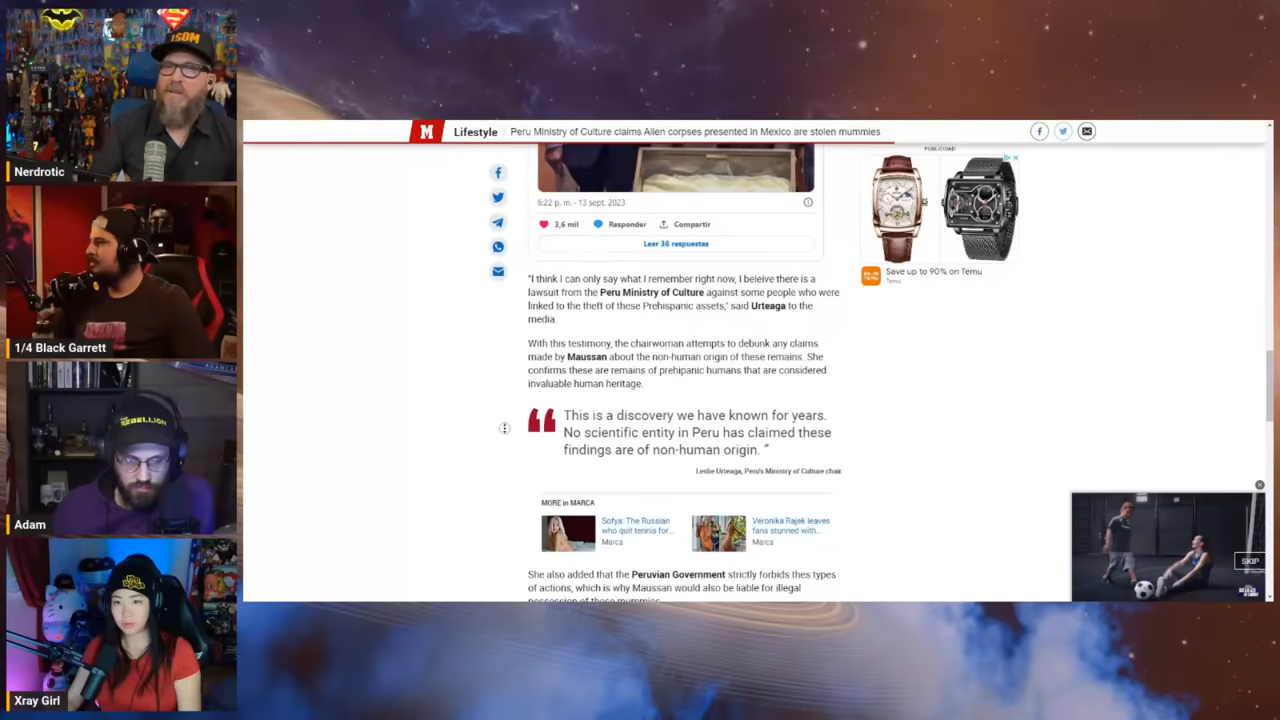 ISOM
Nerdrotic
1/4 Black Garrett
REBELLION
Adam
Xray Girl
M
Lifestyle
Peru Ministry of Culture claims Alien corpses presented in Mexico are stolen mummies
6:22 p. m. · 13 sept. 2023
3,6 mil
Responder
Compartir
Leer 36 respuestas
"I think I can only say what I remember right now, I beleive there is a
lawsuit from the Peru Ministry of Culture against some people who were
linked to the theft of these Prehispanic assets," said Urteaga to the
media.
With this testimony, the chairwoman attempts to debunk any claims
made by Maussan about the non-human origin of these remains. She
confirms these are remains of prehipanic humans that are considered
invaluable human heritage.
This is a discovery we have known for years.
No scientific entity in Peru has claimed these
findings are of non-human origin. "
Leslie Urteaga, Peru's Ministry of Culture chair
MORE in MARCA
Sofya: The Russian
who quit tennis for...
Marca
Veronika Rajek leaves
fans stunned with...
Marca
She also added that the Peruvian Government strictly forbids thes types
of actions, which is why Maussan would also be liable for illegal
possession of these mummies.
PUBLICIDAD
Save up to 90% on Temu
Temu
SKIP